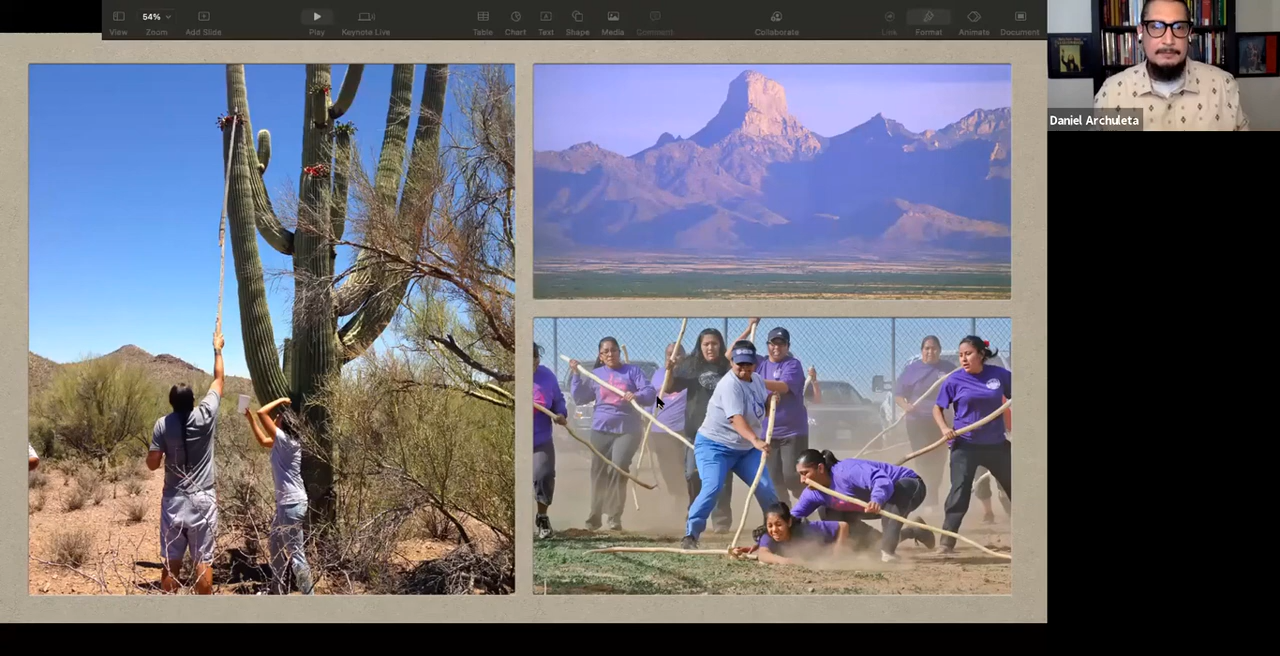 54%
View
Zoom
Add Slide
Play
Keynote Live
Table
Chart
Text
Shape
Media
Comment
Collaborate
Link
Format
Animate
Document
Daniel Archuleta